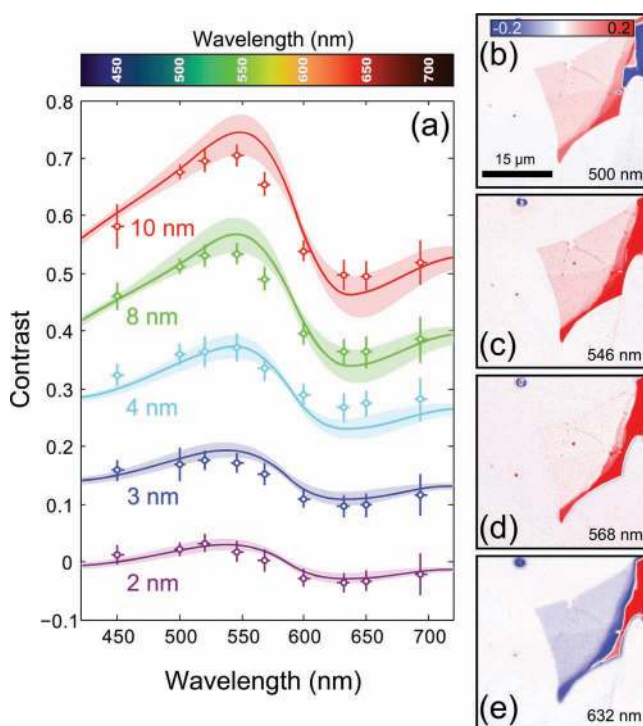 Wavelength (nm)
450 500 550 600 650 700
(a)
0.8
0.7
0.6
0.5
0.4
0.3
0.2
0.1
0
−0.1
Contrast
10 nm
8 nm
4 nm
3 nm
2 nm
450 500 550 600 650 700
Wavelength (nm)
-0.2 0.2
(b)
15 µm
500 nm
(c)
546 nm
(d)
568 nm
(e)
632 nm